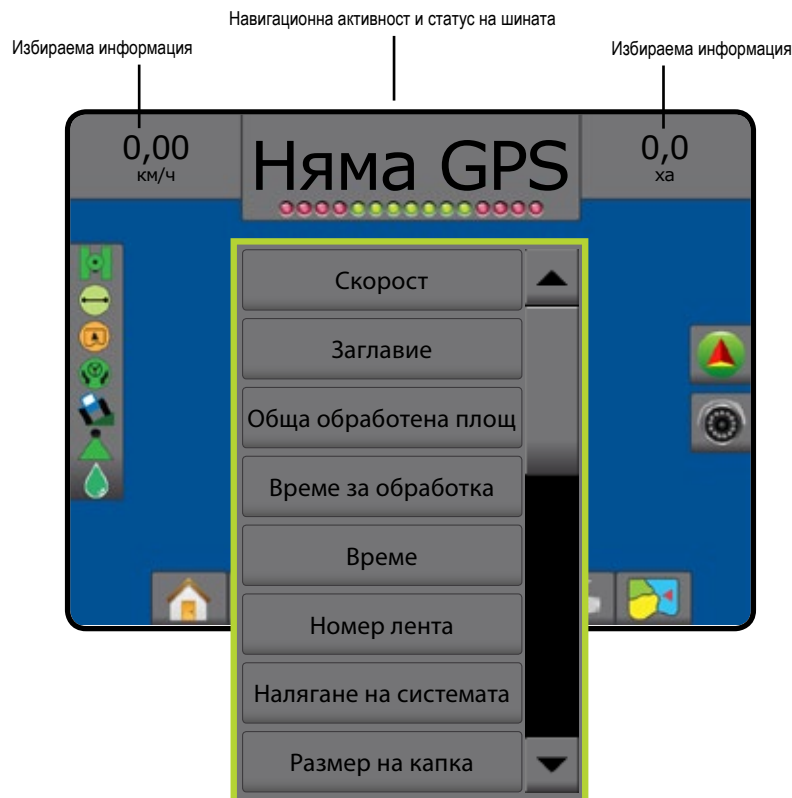 Навигационна активност и статус на шината
Избираема информация
Избираема информация
0,00
км/ч
Няма GPS
0,0
ха
Скорост
Заглавие
Обща обработена площ
Време за обработка
Време
Номер лента
Налягане на системата
Размер на капка